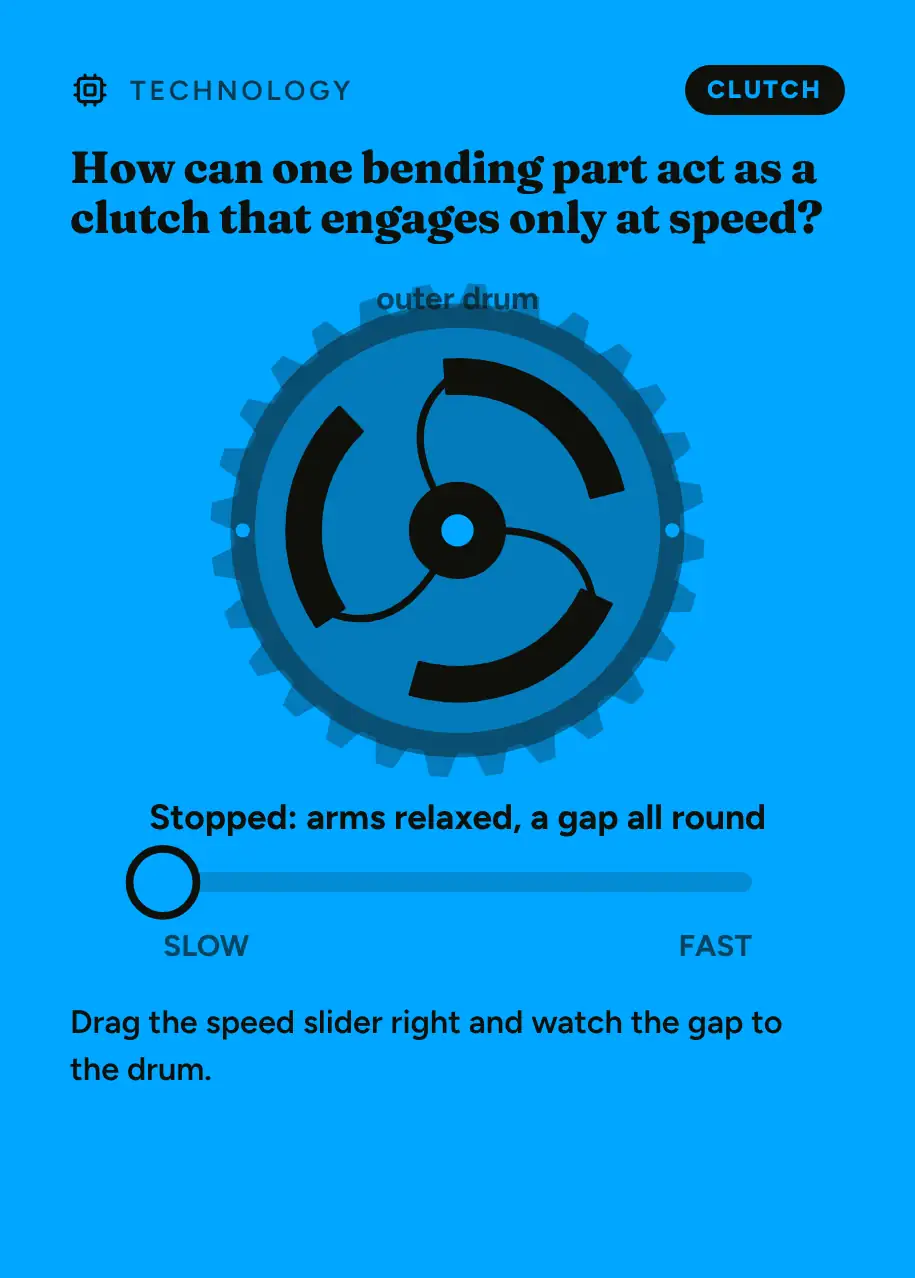 TECHNOLOGY
CLUTCH
How can one bending part act as a
clutch that engages only at speed?
outer drum
Stopped: arms relaxed, a gap all round
SLOW
FAST
Drag the speed slider right and watch the gap to
the drum.